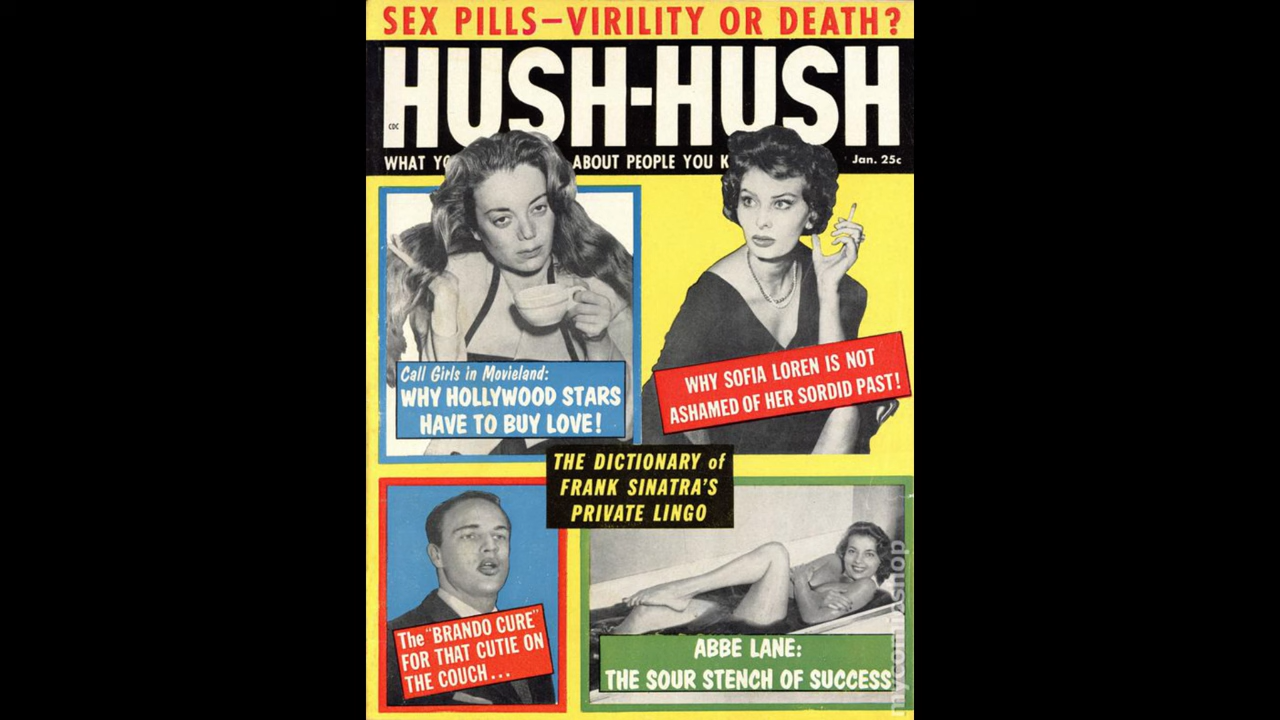 SEX PILLS—VIRILITY OR DEATH?
HUSH-HUSH
CDC
WHAT YO ABOUT PEOPLE YOU K Jan. 25c
Call Girls in Movieland:
WHY HOLLYWOOD STARS
HAVE TO BUY LOVE!
WHY SOFIA LOREN IS NOT
ASHAMED OF HER SORDID PAST!
THE DICTIONARY of
FRANK SINATRA'S
PRIVATE LINGO
The "BRANDO CURE"
FOR THAT CUTIE ON
THE COUCH...
ABBE LANE:
THE SOUR STENCH OF SUCCESS
mycomicshop